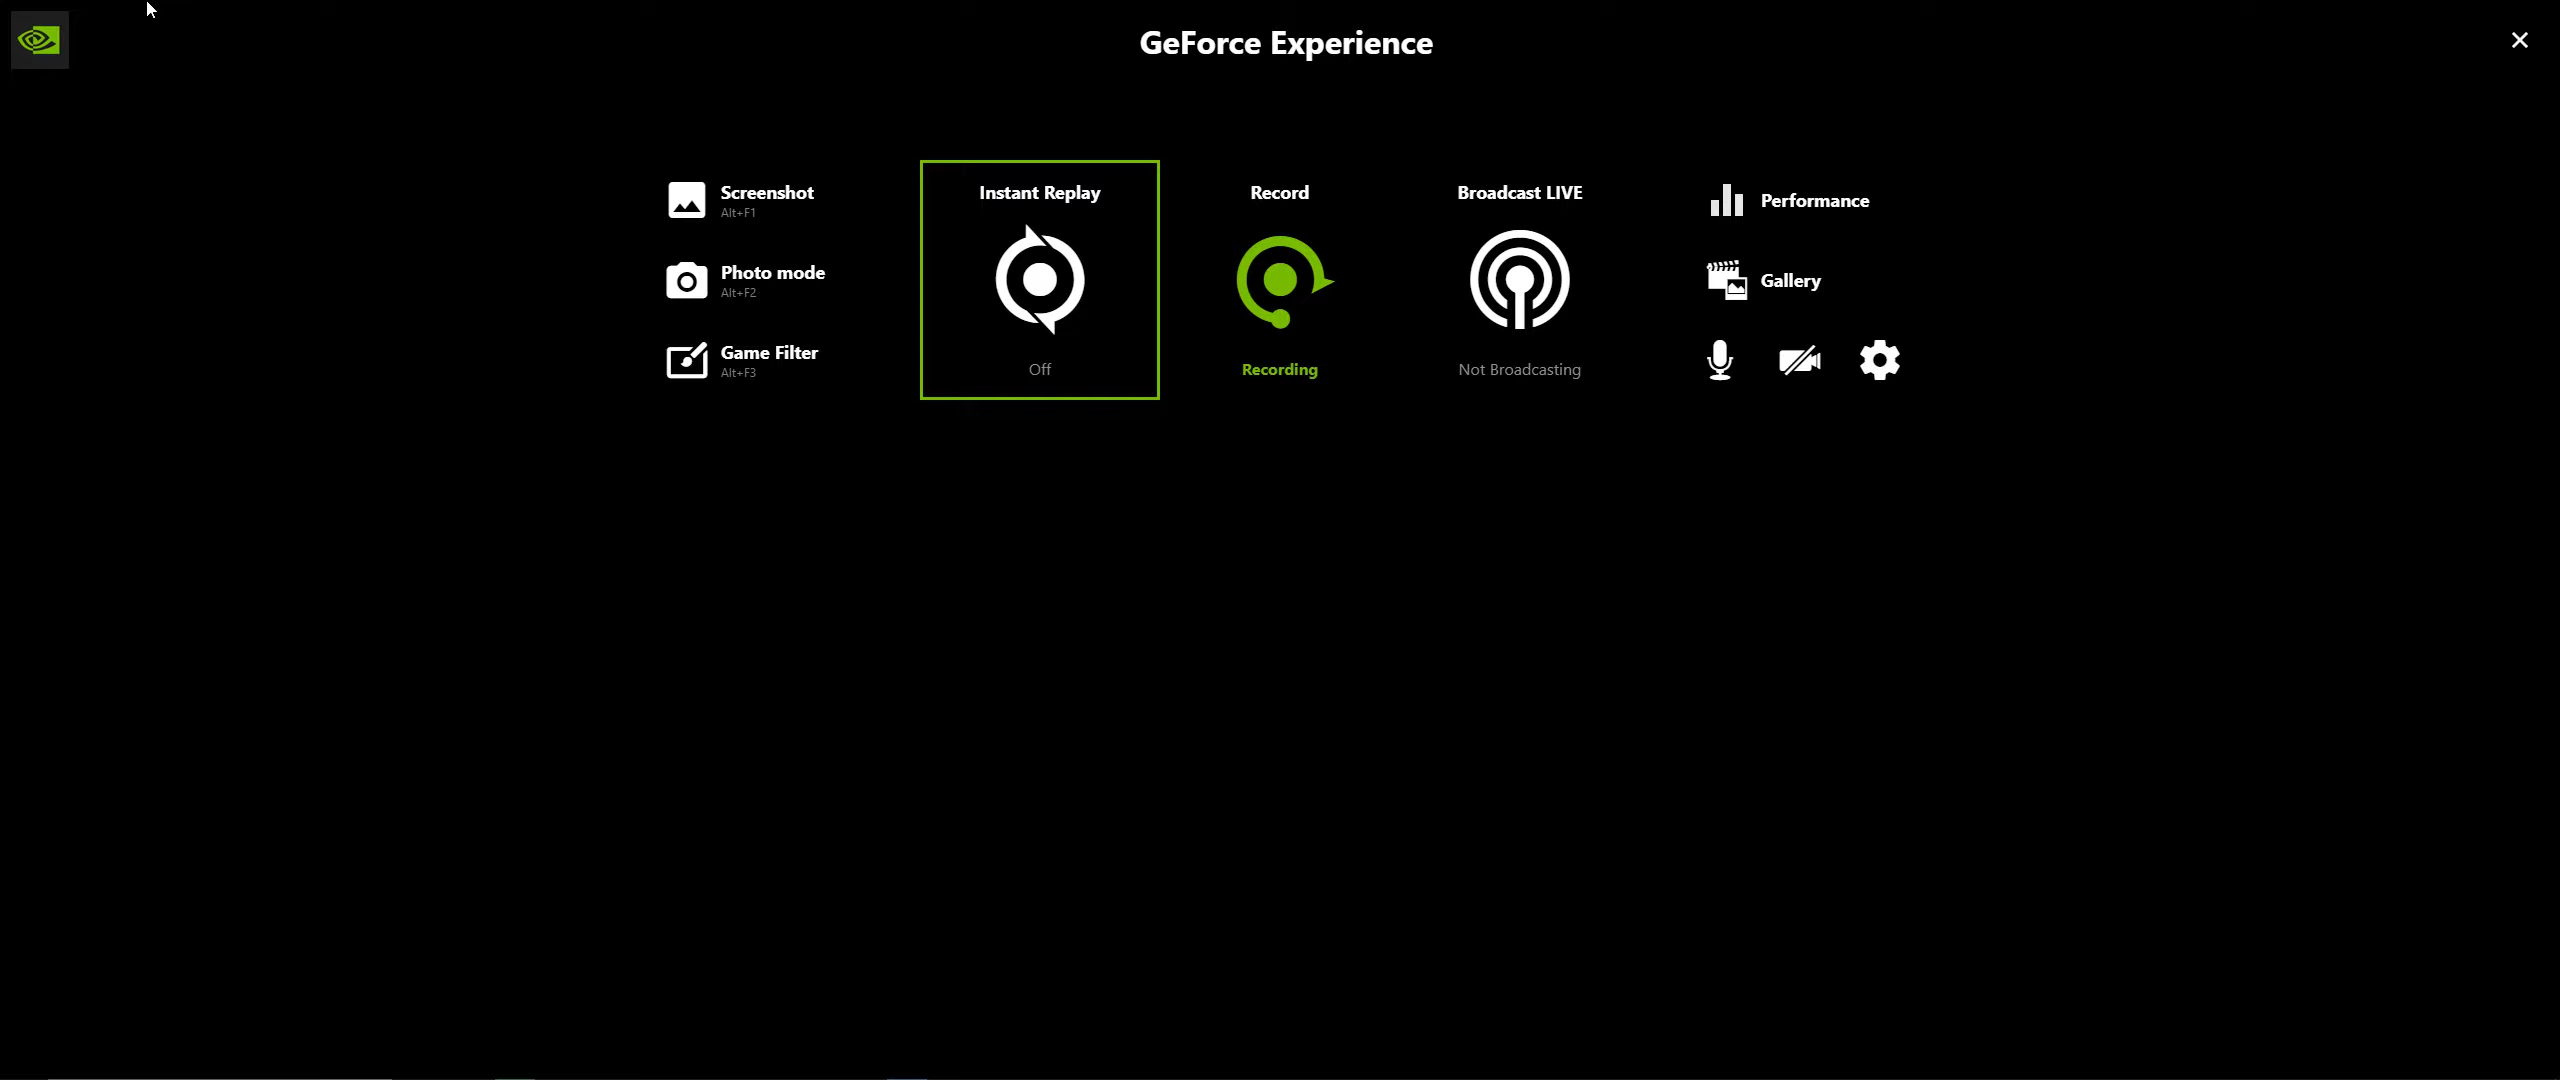 GeForce Experience
Screenshot
Alt+F1
Photo mode
Alt+F2
Game Filter
Alt+F3
Instant Replay
Off
Record
Recording
Broadcast LIVE
Not Broadcasting
Performance
Gallery